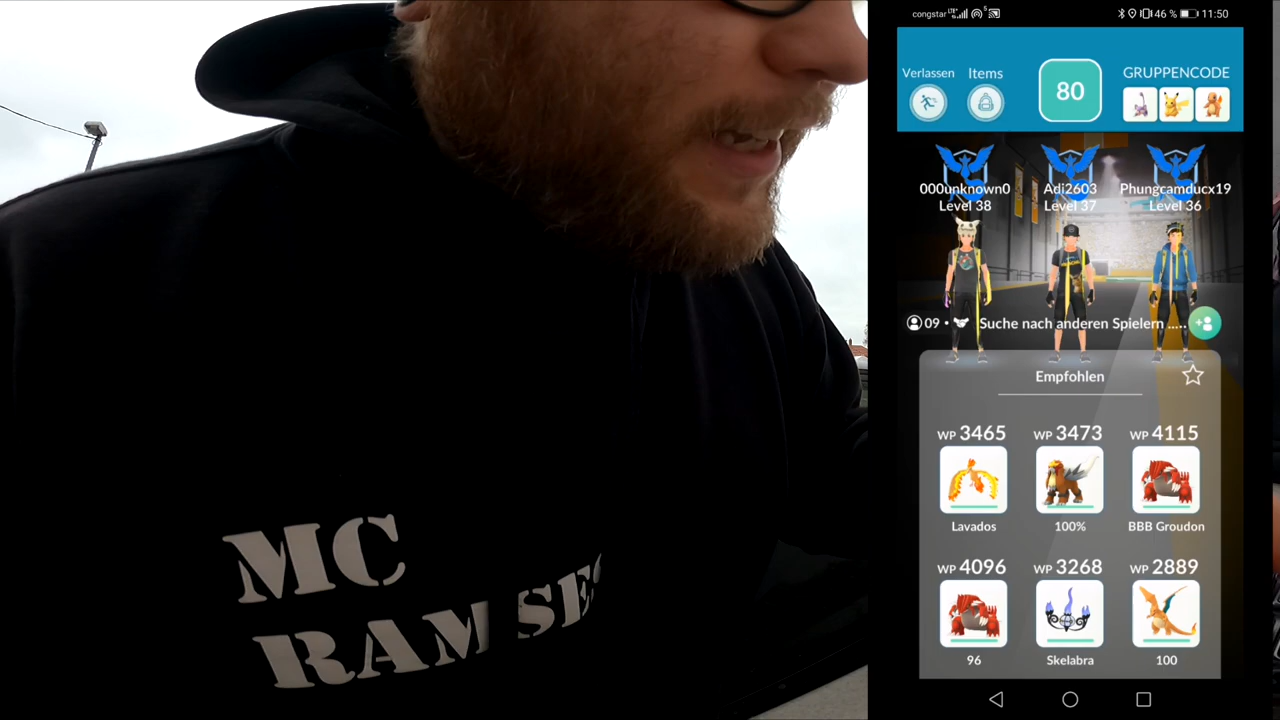 MC
RAM SES
congstar 46 % 11:50
Verlassen Items 80 GRUPPENCODE
000unknown0 Adi2603 Phungcamducx19
Level 38 Level 37 Level 36
09 • Suche nach anderen Spielern .....
Empfohlen
WP 3465 WP 3473 WP 4115
Lavados 100% BBB Groudon
WP 4096 WP 3268 WP 2889
96 Skelabra 100